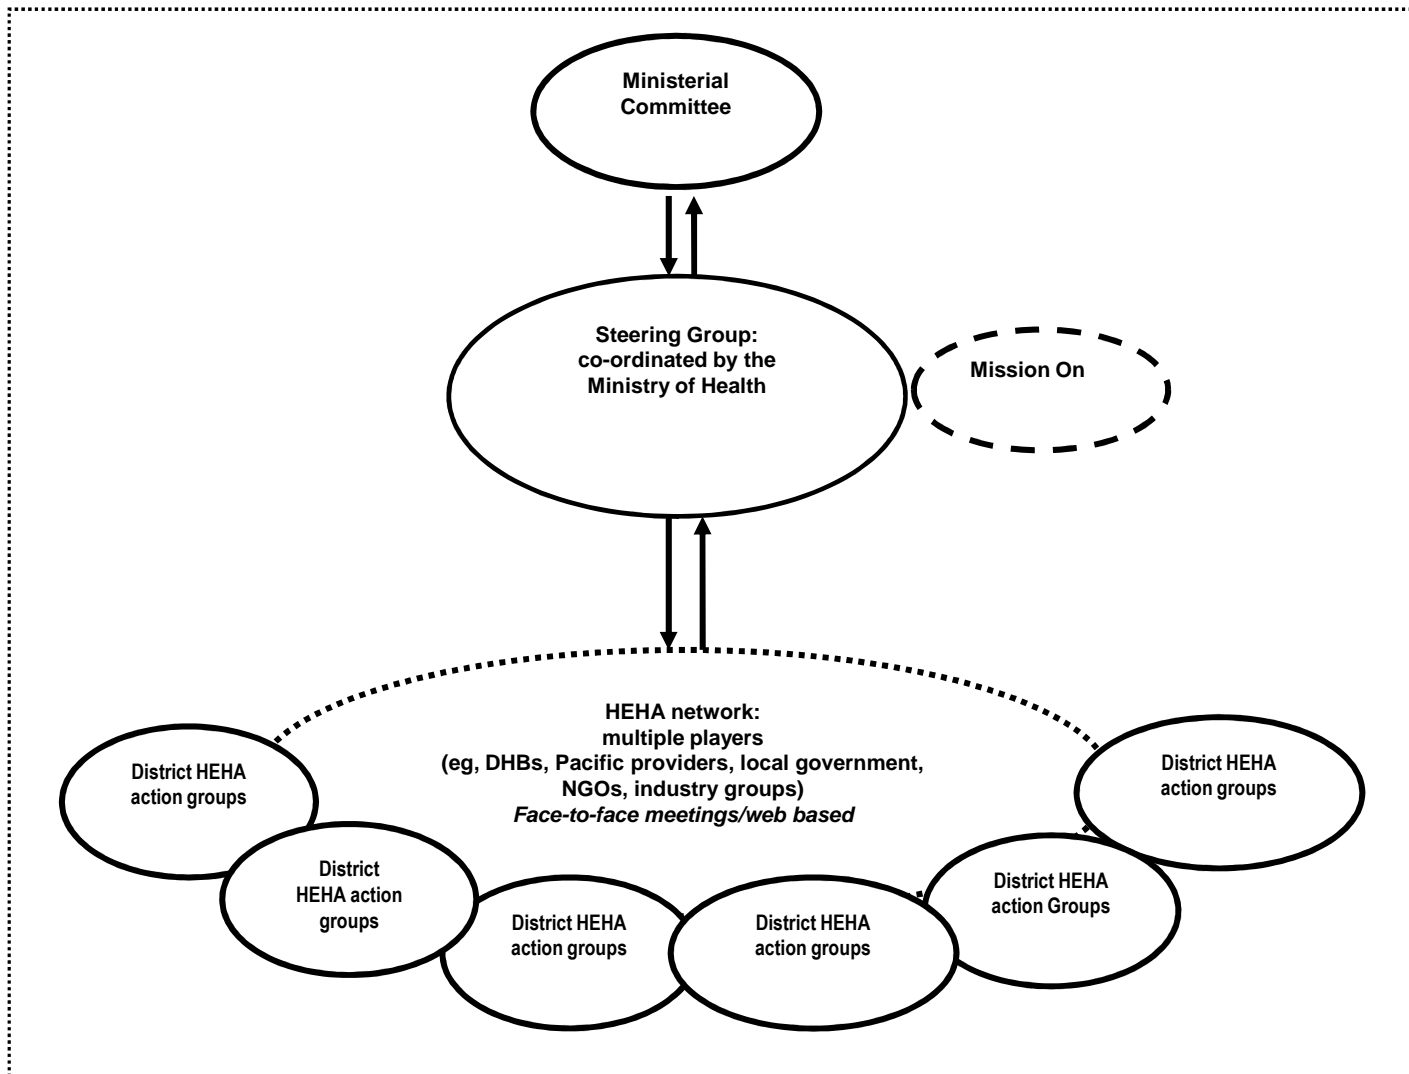 Ministerial
Committee
Steering Group:
co-ordinated by the
Ministry of Health
Mission On
HEHA network:
multiple players
(eg, DHBs, Pacific providers, local government,
NGOs, industry groups)
Face-to-face meetings/web based
District HEHA
action groups
District
HEHA action
groups
District HEHA
action groups
District HEHA
action groups
District HEHA
action Groups
District HEHA
action groups